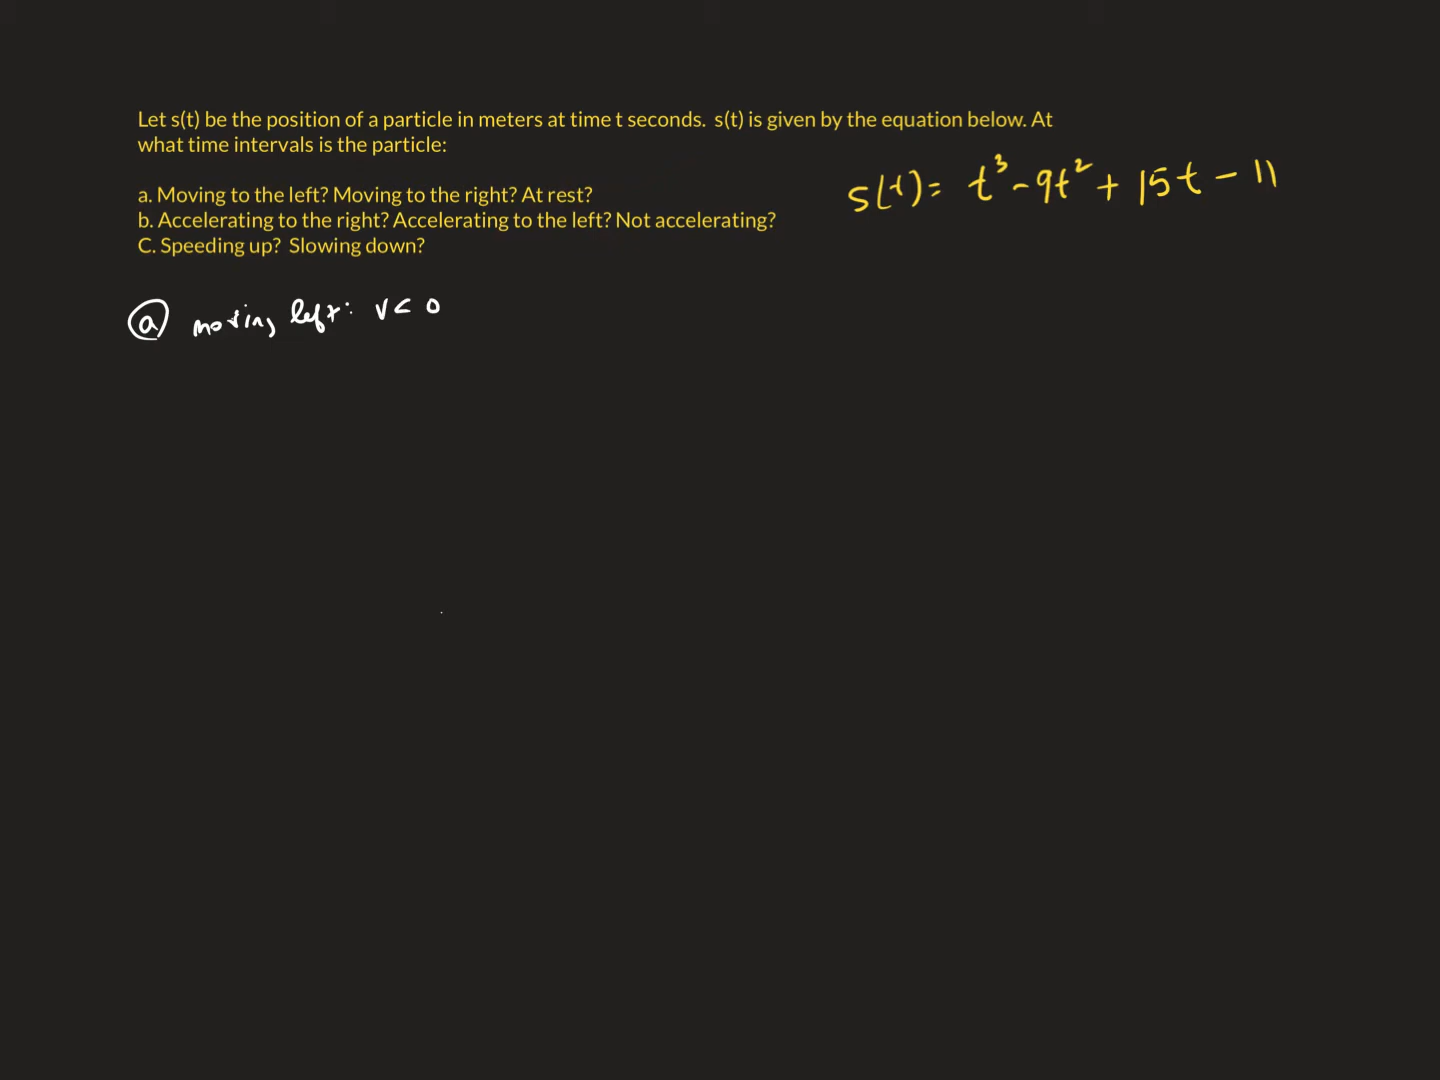 Let s(t) be the position of a particle in meters at time t seconds.  s(t) is given by the equation below. At
what time intervals is the particle:
s(t) = t³ - 9t² + 15t - 11
a. Moving to the left? Moving to the right? At rest?
b. Accelerating to the right? Accelerating to the left? Not accelerating?
C. Speeding up?  Slowing down?
ⓐ moving left: v < 0